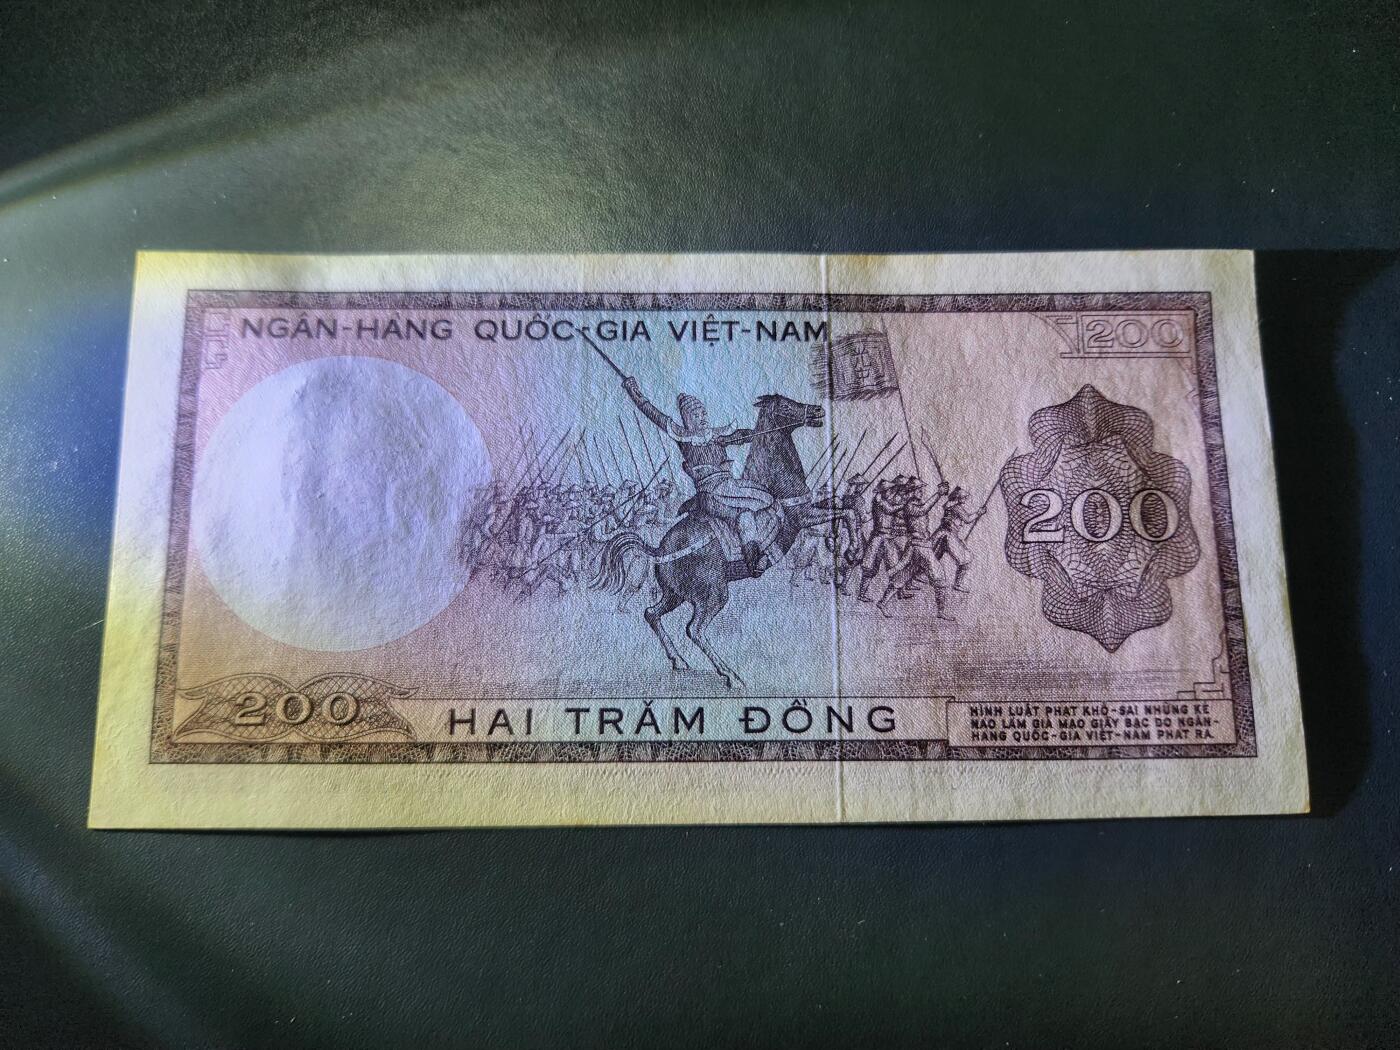 NGÂN-HÀNG QUỐC-GIA VIỆT-NAM
200
200
200
HAI TRĂM ĐỒNG
HÌNH LUẬT PHẠT KHỔ-SAI NHỮNG KẺ
NÀO LÀM GIẢ MẠO GIẤY BẠC DO NGÂN-
HÀNG QUỐC-GIA VIỆT-NAM PHÁT RA.